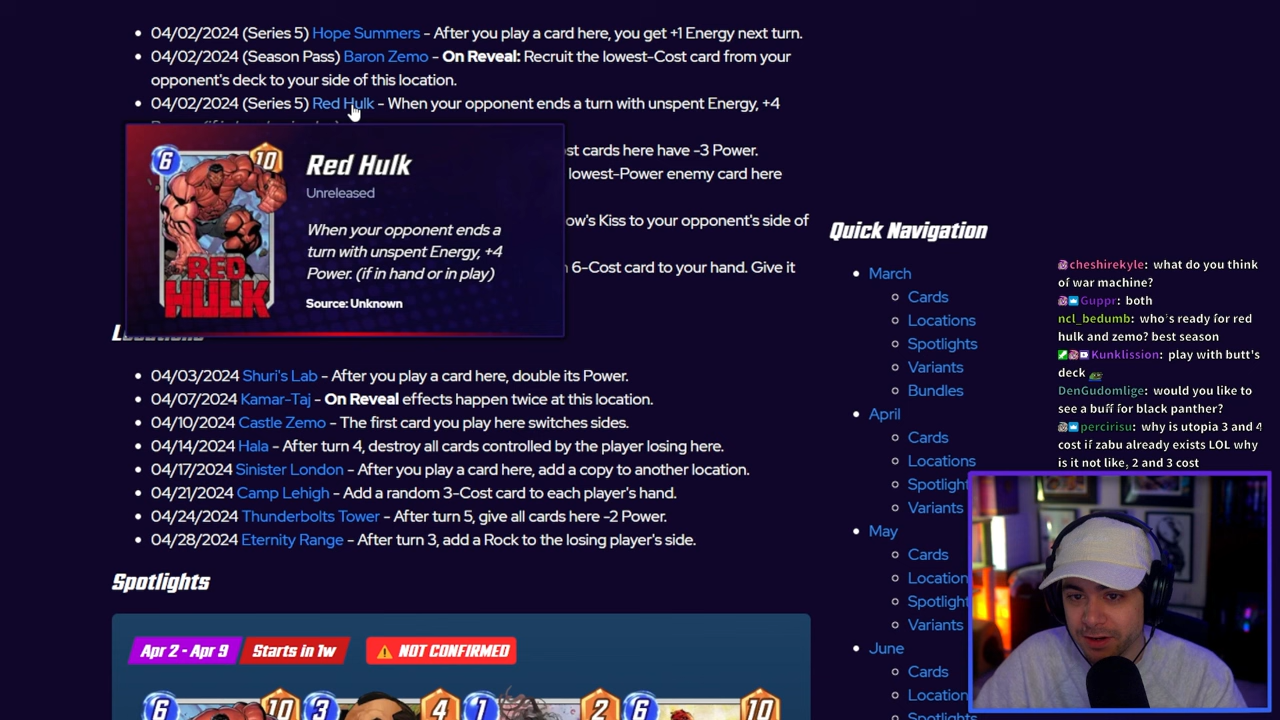 04/02/2024 (Series 5) Hope Summers - After you play a card here, you get +1 Energy next turn.
04/02/2024 (Season Pass) Baron Zemo - On Reveal: Recruit the lowest-Cost card from your
opponent's deck to your side of this location.
04/02/2024 (Series 5) Red Hulk - When your opponent ends a turn with unspent Energy, +4
6
10
RED
HULK
Red Hulk
Unreleased
When your opponent ends a
turn with unspent Energy, +4
Power. (if in hand or in play)
Source: Unknown
st cards here have -3 Power.
lowest-Power enemy card here
ow's Kiss to your opponent's side of
6-Cost card to your hand. Give it
Locations
04/03/2024 Shuri's Lab - After you play a card here, double its Power.
04/07/2024 Kamar-Taj - On Reveal effects happen twice at this location.
04/10/2024 Castle Zemo - The first card you play here switches sides.
04/14/2024 Hala - After turn 4, destroy all cards controlled by the player losing here.
04/17/2024 Sinister London - After you play a card here, add a copy to another location.
04/21/2024 Camp Lehigh - Add a random 3-Cost card to each player's hand.
04/24/2024 Thunderbolts Tower - After turn 5, give all cards here -2 Power.
04/28/2024 Eternity Range - After turn 3, add a Rock to the losing player's side.
Spotlights
Apr 2 - Apr 9 Starts in 1w NOT CONFIRMED
6 10 3 4 1 2 6 10
Quick Navigation
March
Cards
Locations
Spotlights
Variants
Bundles
April
Cards
Locations
Spotligh
Variants
May
Cards
Location
Spotlight
Variants
June
Cards
Location
Spotlight
cheshirekyle: what do you think
of war machine?
Guppr: both
ncl_bedumb: who's ready for red
hulk and zemo? best season
Kunklission: play with butt's
deck
DenGudomlige: would you like to
see a buff for black panther?
percirisu: why is utopia 3 and 4
cost if zabu already exists LOL why
is it not like, 2 and 3 cost